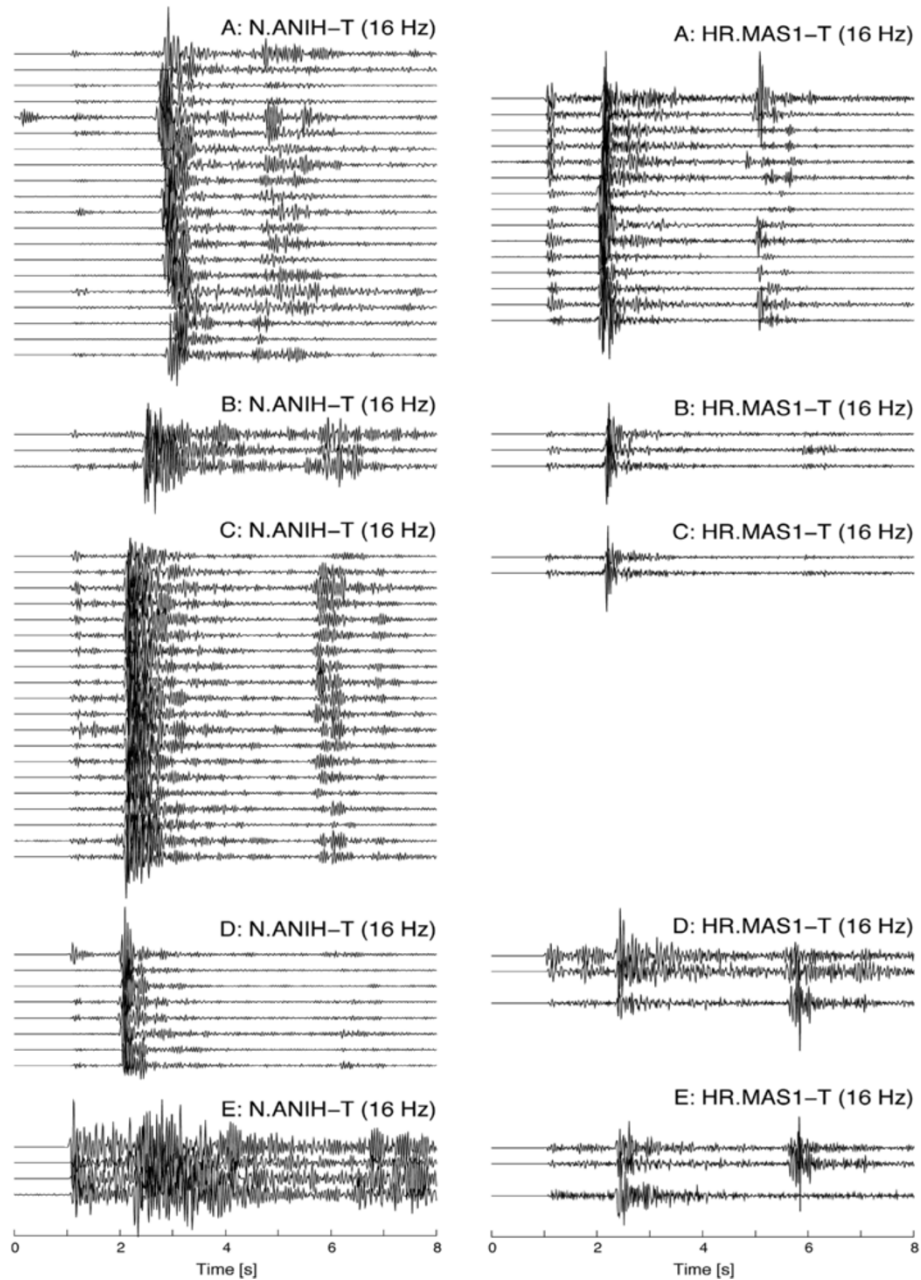 A: N.ANIH–T (16 Hz)
B: N.ANIH–T (16 Hz)
C: N.ANIH–T (16 Hz)
D: N.ANIH–T (16 Hz)
E: N.ANIH–T (16 Hz)
0 2 4 6 8
Time [s]
A: HR.MAS1–T (16 Hz)
B: HR.MAS1–T (16 Hz)
C: HR.MAS1–T (16 Hz)
D: HR.MAS1–T (16 Hz)
E: HR.MAS1–T (16 Hz)
0 2 4 6 8
Time [s]